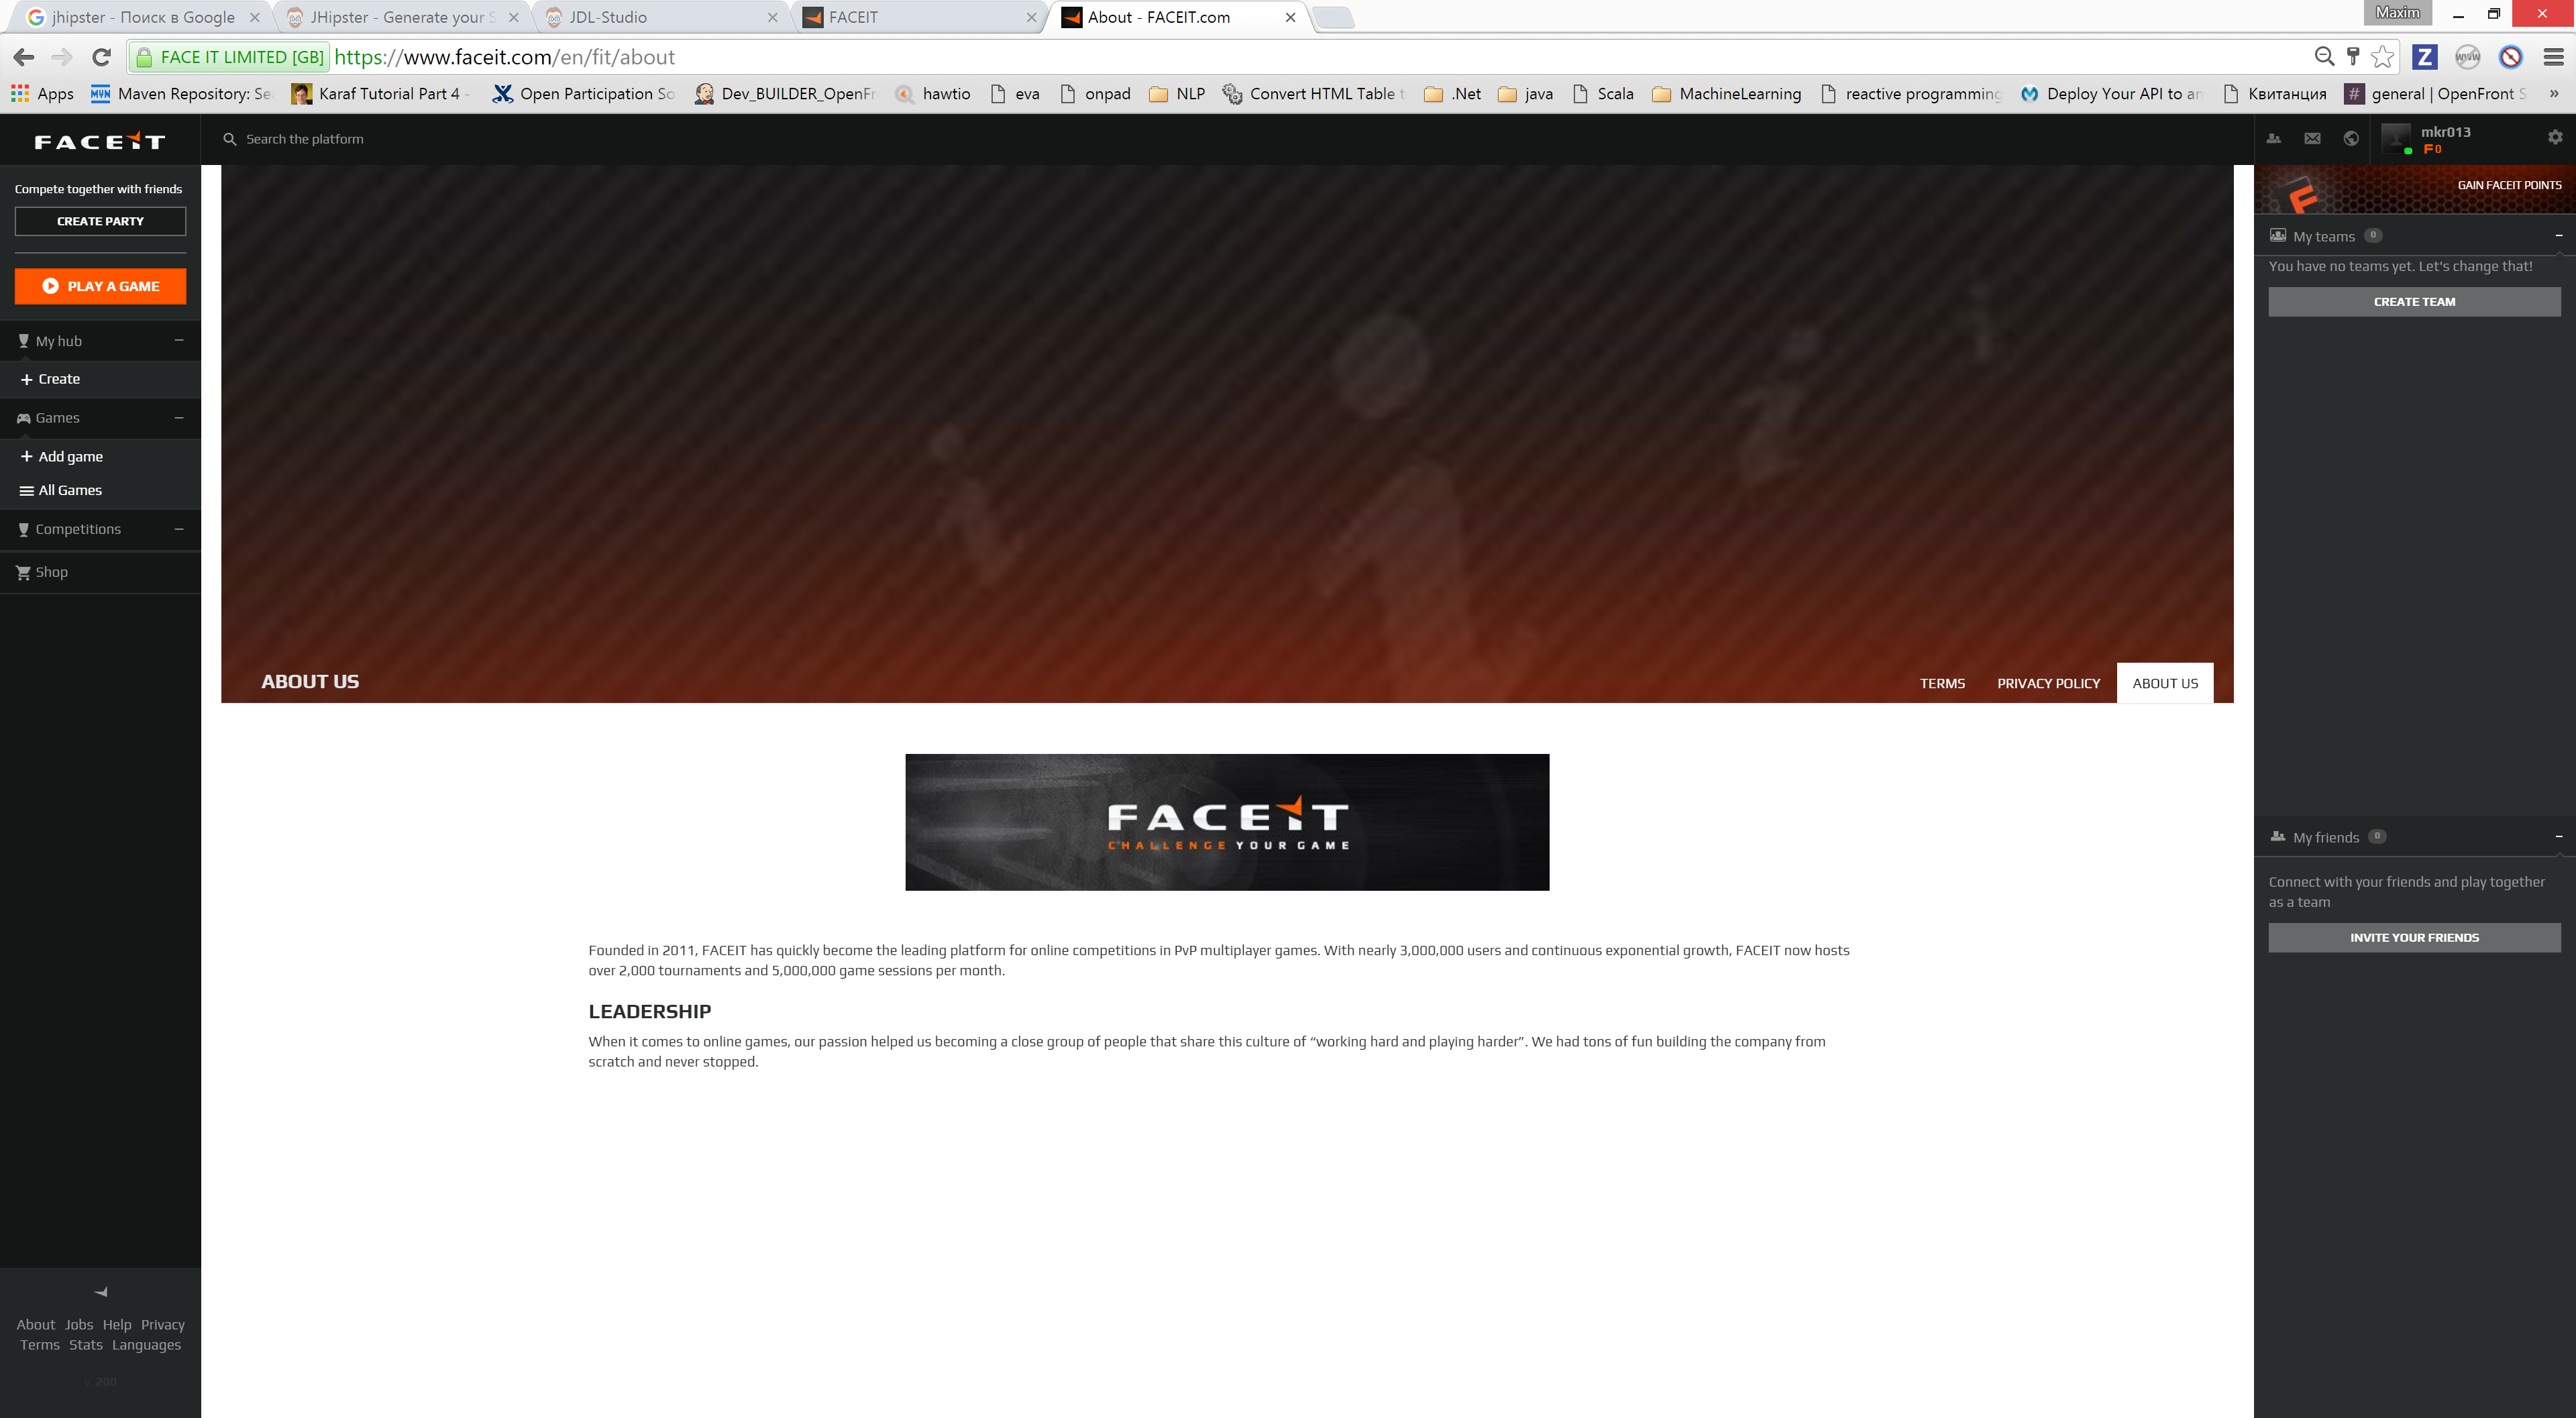 jhipster - Поиск в Google
JHipster - Generate your S
JDL-Studio
FACEIT
About - FACEIT.com
Maxim
FACE IT LIMITED [GB] https://www.faceit.com/en/fit/about
Apps
MVN Maven Repository: Se
Karaf Tutorial Part 4 -
Open Participation So
Dev_BUILDER_OpenFr
hawtio
eva
onpad
NLP
Convert HTML Table t
.Net
java
Scala
MachineLearning
reactive programming
Deploy Your API to an
Квитанция
# general | OpenFront S
»
FACEIT
Search the platform
mkr013
F 0
Compete together with friends
CREATE PARTY
PLAY A GAME
My hub
Create
Games
Add game
All Games
Competitions
Shop
About Jobs Help Privacy
Terms Stats Languages
v. 200
ABOUT US
TERMS PRIVACY POLICY ABOUT US
FACEIT
CHALLENGE YOUR GAME
Founded in 2011, FACEIT has quickly become the leading platform for online competitions in PvP multiplayer games. With nearly 3,000,000 users and continuous exponential growth, FACEIT now hosts
over 2,000 tournaments and 5,000,000 game sessions per month.
LEADERSHIP
When it comes to online games, our passion helped us becoming a close group of people that share this culture of “working hard and playing harder”. We had tons of fun building the company from
scratch and never stopped.
GAIN FACEIT POINTS
My teams 0
You have no teams yet. Let's change that!
CREATE TEAM
My friends 0
Connect with your friends and play together
as a team
INVITE YOUR FRIENDS